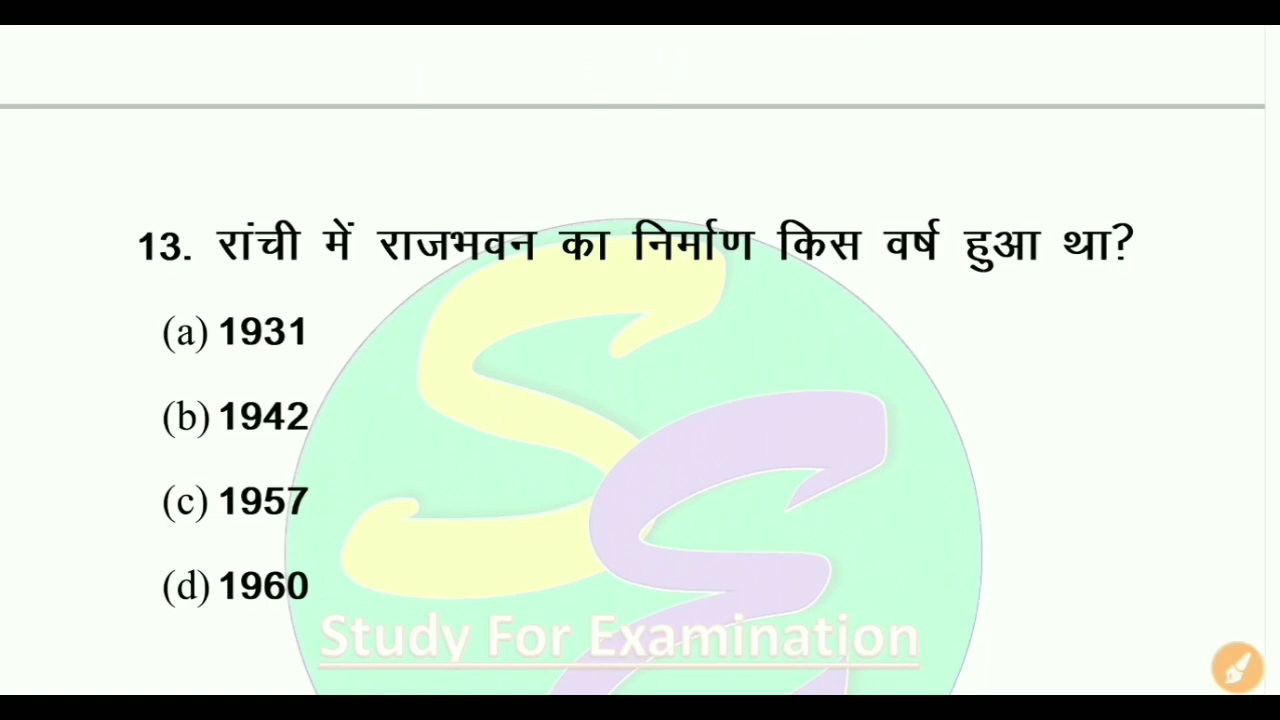 13. रांची में राजभवन का निर्माण किस वर्ष हुआ था?
(a) 1931
(b) 1942
(c) 1957
(d) 1960
Study For Examination